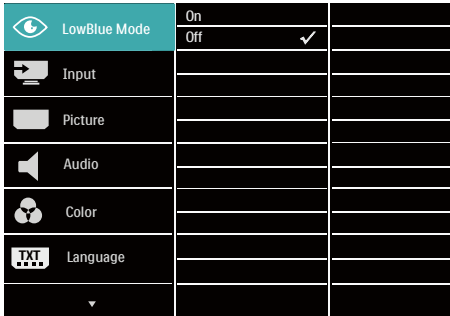 LowBlue Mode
On
Off
Input
Picture
Audio
Color
TXT
Language